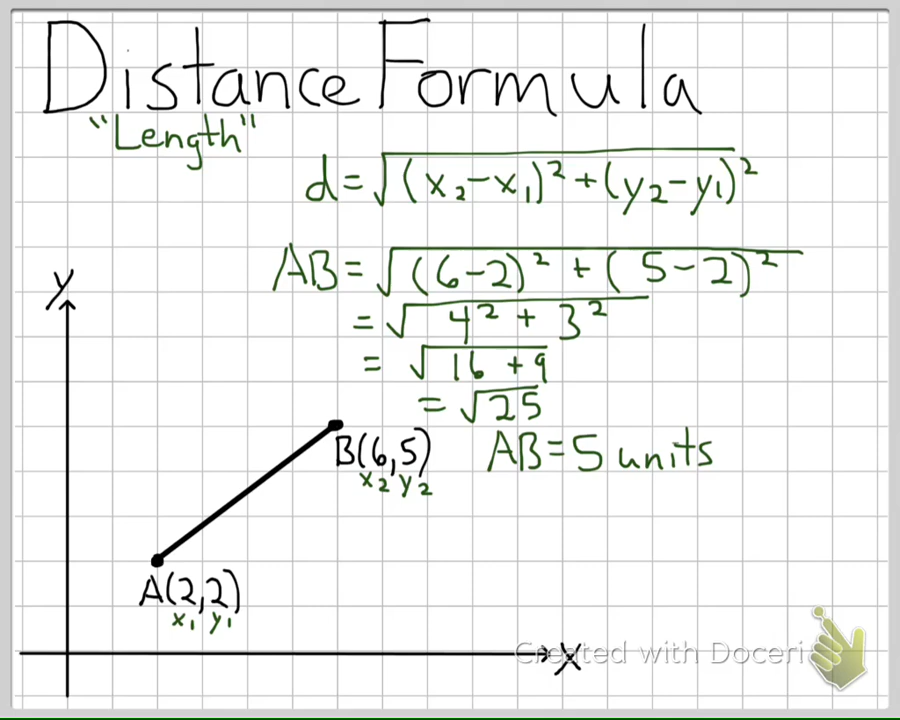 Distance Formula
"Length"
d = √(x₂ − x₁)² + (y₂ − y₁)²
AB = √(6 − 2)² + (5 − 2)²
= √4² + 3²
= √16 + 9
= √25
AB = 5 units
y
B(6,5)
x₂ y₂
A(2,2)
x₁ y₁
x
Created with Doceri